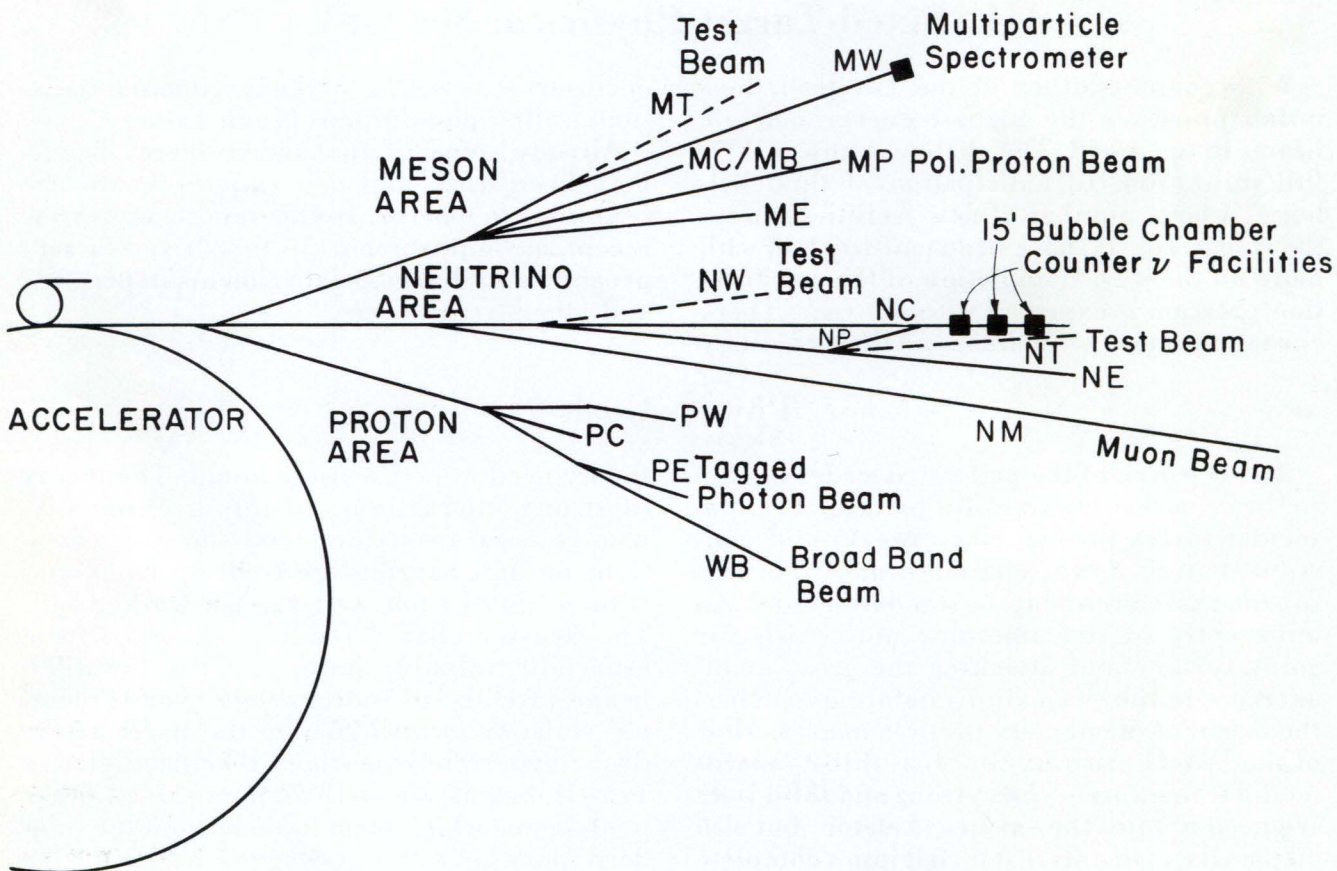 Test
Beam
MT
MW
Multiparticle
Spectrometer
MESON
AREA
MC/MB
MP Pol. Proton Beam
ME
15' Bubble Chamber
Counter ν Facilities
NEUTRINO
AREA
NW
Test
Beam
NC
NP
NT
Test Beam
NE
ACCELERATOR
PROTON
AREA
PW
PC
NM
Muon Beam
PE
Tagged
Photon Beam
WB
Broad Band
Beam